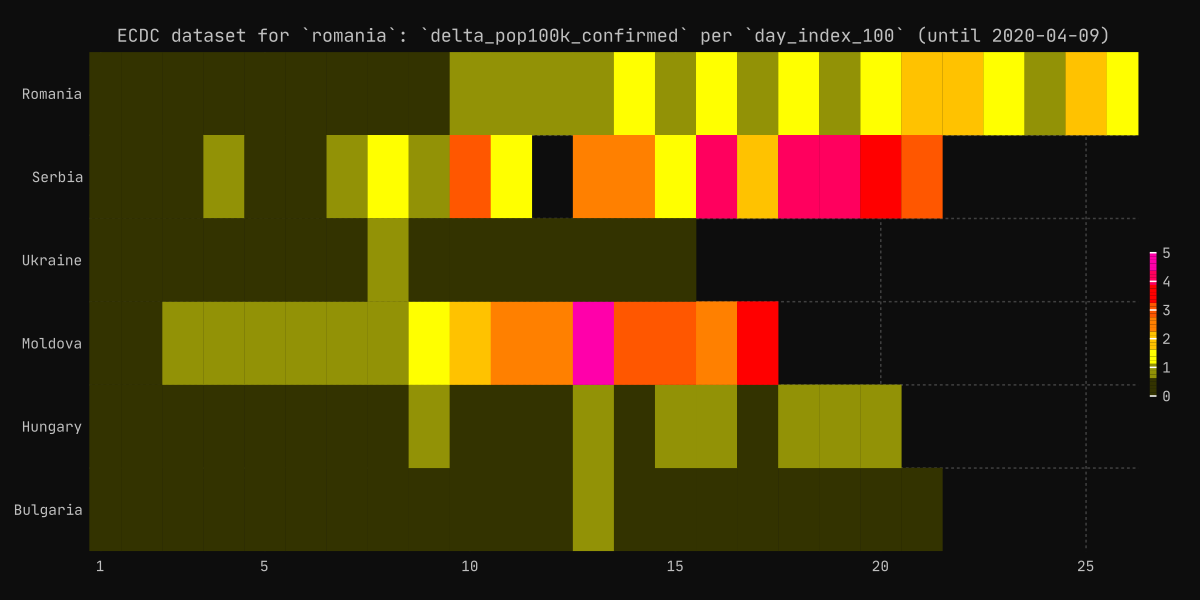 ECDC dataset for `romania`: `delta_pop100k_confirmed` per `day_index_100` (until 2020-04-09)
Romania
Serbia
Ukraine
Moldova
Hungary
Bulgaria
1 5 10 15 20 25
5
4
3
2
1
0